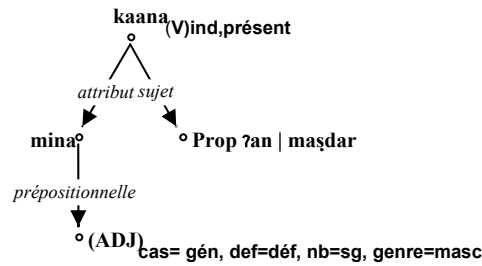 kaana(V)ind,présent
attribut sujet
mina Prop ʔan | maṣdar
prépositionnelle
(ADJ)cas= gén, def=déf, nb=sg, genre=masc